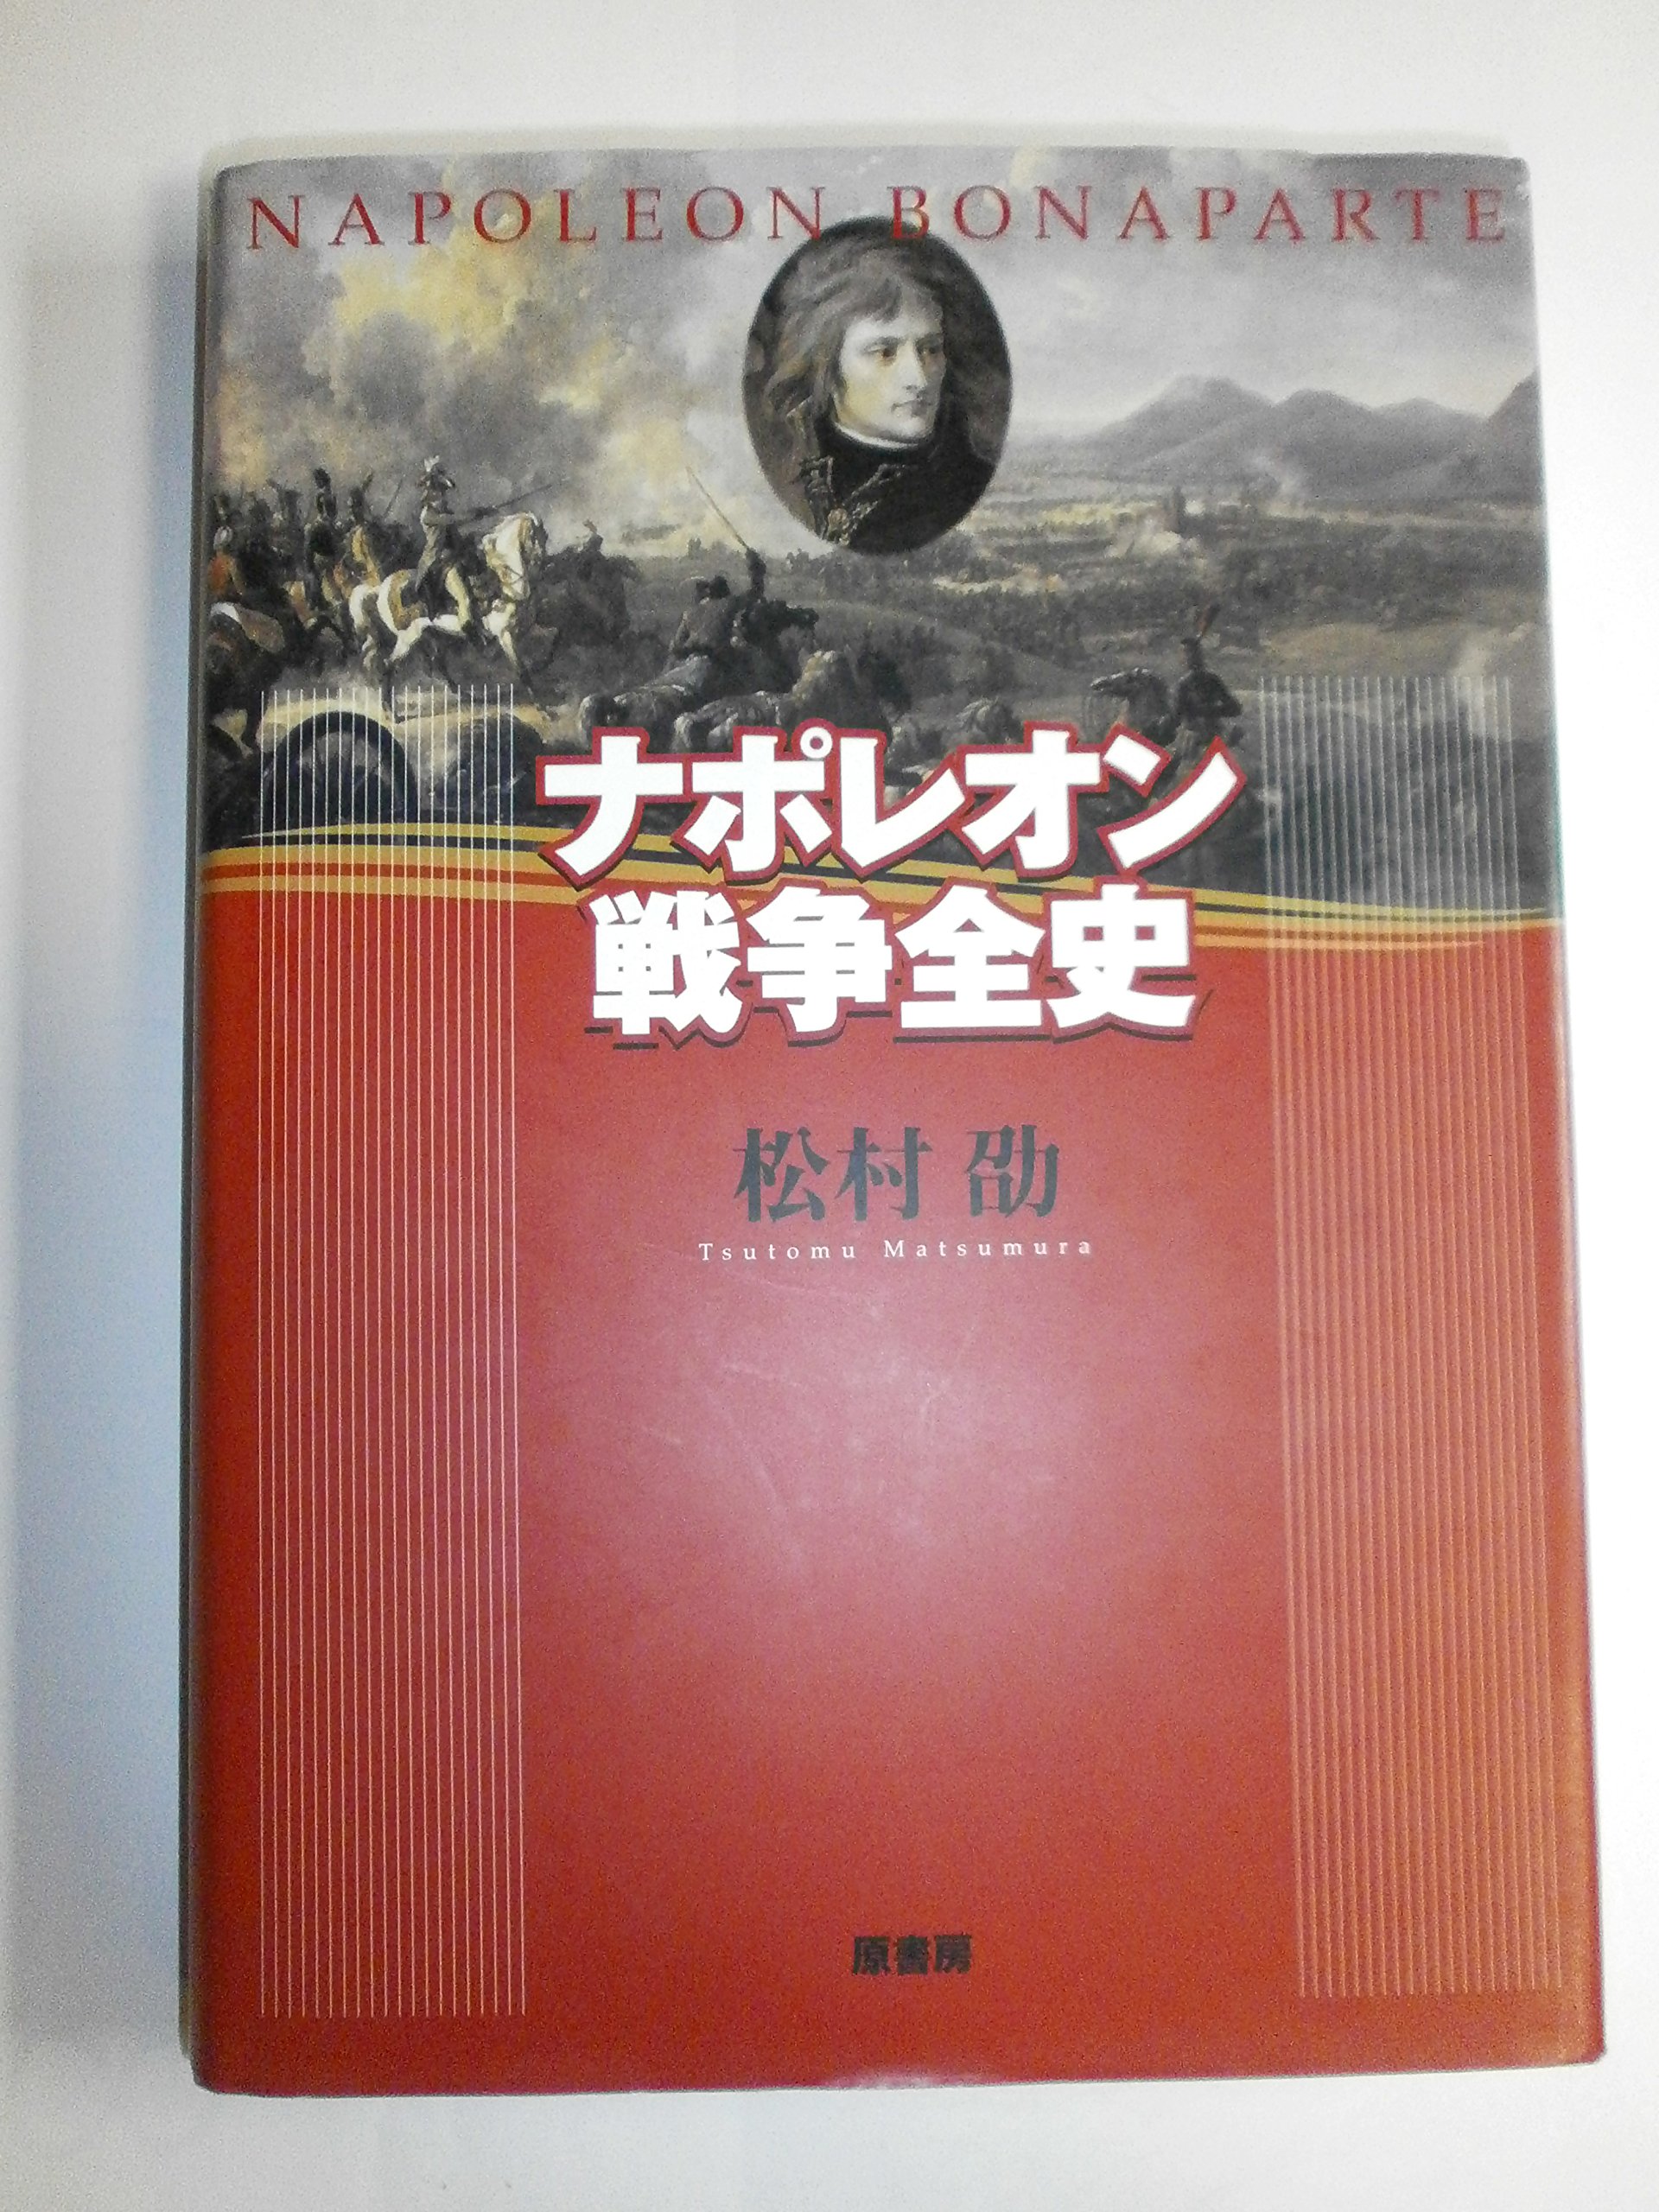 NAPOLEON BONAPARTE
ナポレオン
戦争全史
松村 劭
Tsutomu Matsumura
原書房